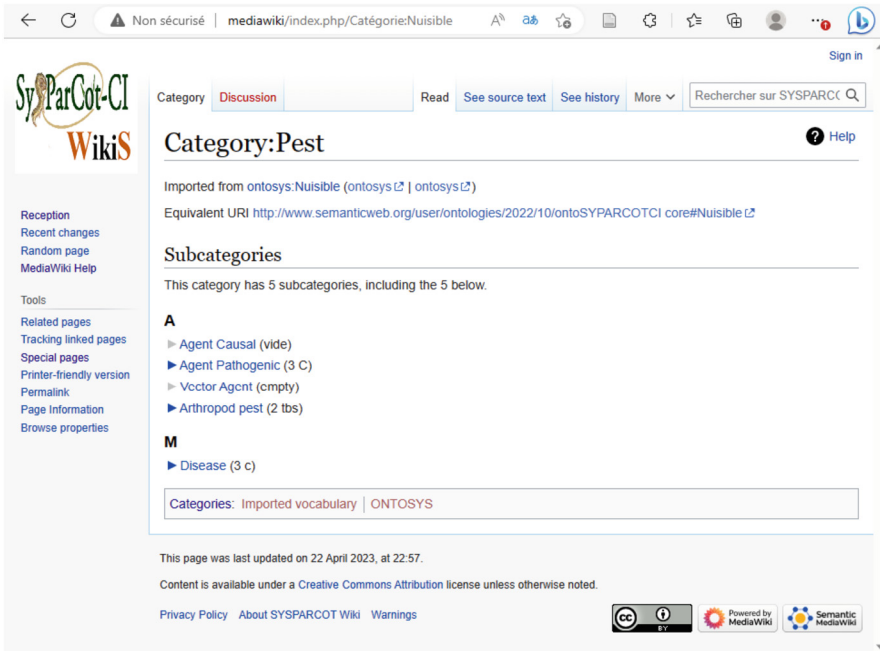 Non sécurisé | mediawiki/index.php/Catégorie:Nuisible
Sign in
SyParCot-CI
WikiS
Category Discussion Read See source text See history More Rechercher sur SYSPARC(
Category:Pest
Help
Imported from ontosys:Nuisible (ontosys | ontosys)
Equivalent URI http://www.semanticweb.org/user/ontologies/2022/10/ontoSYPARCOTCI core#Nuisible
Reception
Recent changes
Random page
MediaWiki Help
Tools
Related pages
Tracking linked pages
Special pages
Printer-friendly version
Permalink
Page Information
Browse properties
Subcategories
This category has 5 subcategories, including the 5 below.
A
Agent Causal (vide)
Agent Pathogenic (3 C)
Vector Agent (empty)
Arthropod pest (2 tbs)
M
Disease (3 c)
Categories: Imported vocabulary | ONTOSYS
This page was last updated on 22 April 2023, at 22:57.
Content is available under a Creative Commons Attribution license unless otherwise noted.
Privacy Policy About SYSPARCOT Wiki Warnings
cc BY
Powered by MediaWiki
Semantic MediaWiki